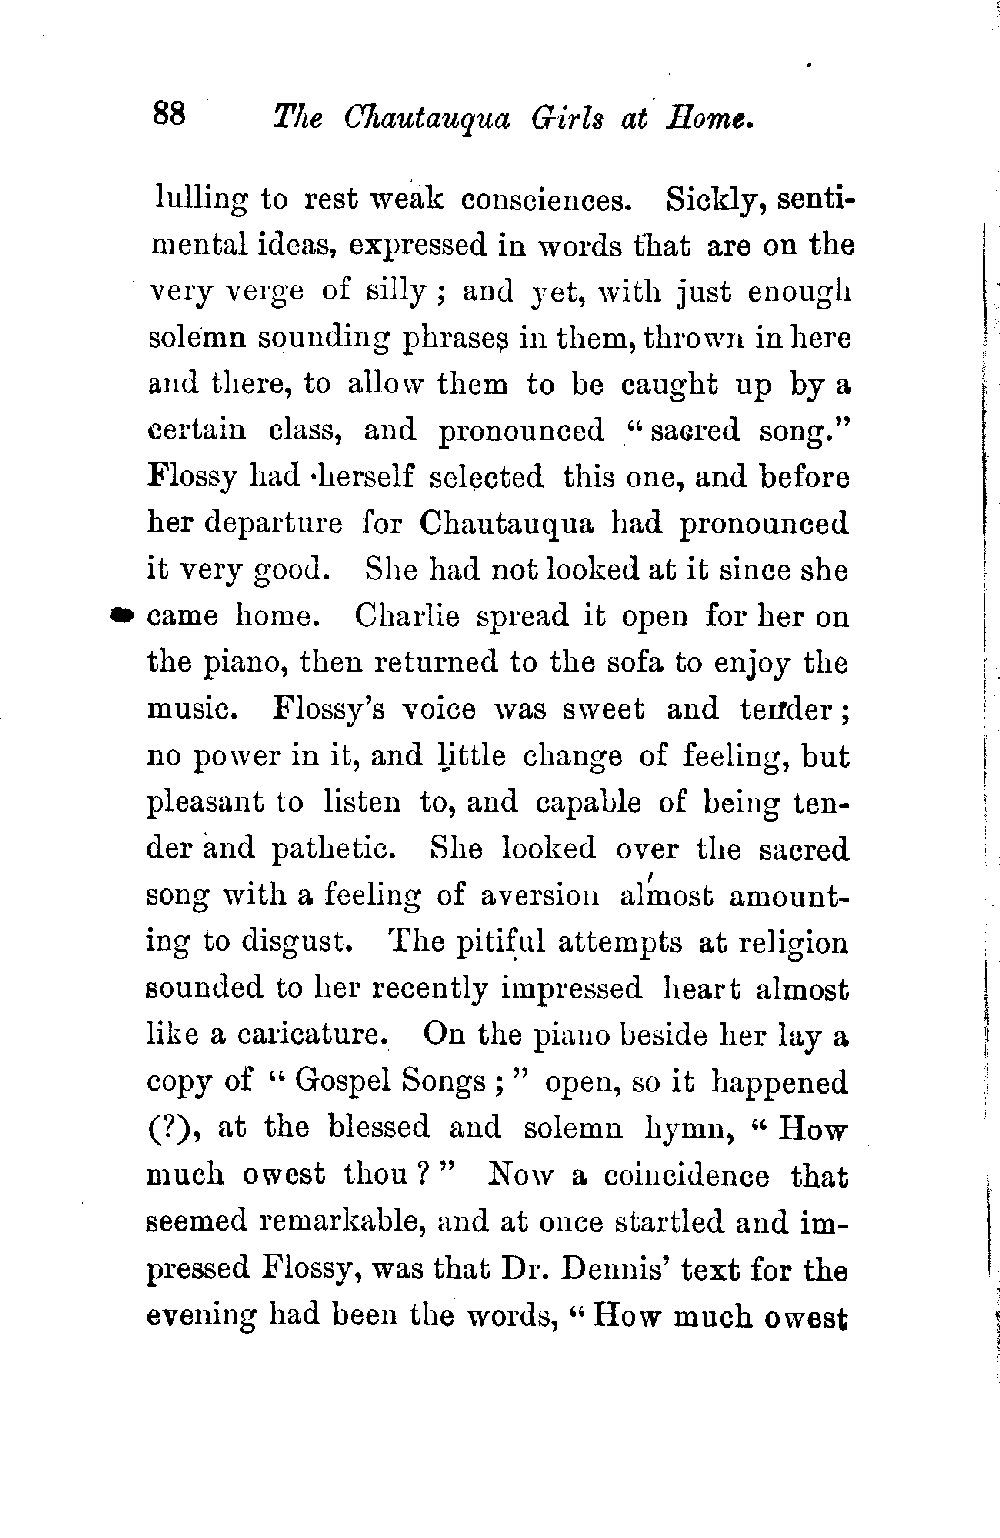 88 The Chautauqua Girls at Home.
lulling to rest weak consciences. Sickly, senti-
mental ideas, expressed in words that are on the
very verge of silly ; and yet, with just enough
solemn sounding phrases in them, thrown in here
and there, to allow them to be caught up by a
certain class, and pronounced “ sacred song.”
Flossy had herself selected this one, and before
her departure for Chautauqua had pronounced
it very good. She had not looked at it since she
came home. Charlie spread it open for her on
the piano, then returned to the sofa to enjoy the
music. Flossy’s voice was sweet and tender ;
no power in it, and little change of feeling, but
pleasant to listen to, and capable of being ten-
der and pathetic. She looked over the sacred
song with a feeling of aversion almost amount-
ing to disgust. The pitiful attempts at religion
sounded to her recently impressed heart almost
like a caricature. On the piano beside her lay a
copy of “ Gospel Songs ; ” open, so it happened
(?), at the blessed and solemn hymn, “ How
much owest thou ? ” Now a coincidence that
seemed remarkable, and at once startled and im-
pressed Flossy, was that Dr. Dennis’ text for the
evening had been the words, “ How much owest